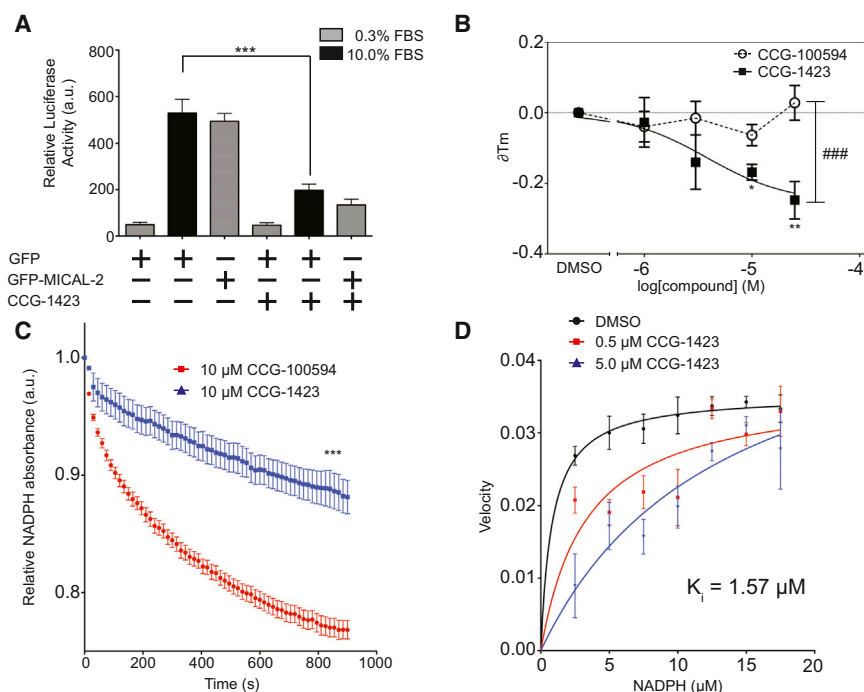 A
0.3% FBS
10.0% FBS
***
Relative Luciferase
Activity (a.u.)
800
600
400
200
0
GFP + + − + + −
GFP-MICAL-2 − − + − − +
CCG-1423 − − − + + +
B
CCG-100594
CCG-1423
∂Tm
0.0
-0.2
-0.4
###
*
**
DMSO -6 -5 -4
log[compound] (M)
C
10 µM CCG-100594
10 µM CCG-1423
***
Relative NADPH absorbance (a.u.)
1.0
0.9
0.8
0 200 400 600 800 1000
Time (s)
D
DMSO
0.5 µM CCG-1423
5.0 µM CCG-1423
Velocity
0.04
0.03
0.02
0.01
0.00
Ki = 1.57 µM
0 5 10 15 20
NADPH (µM)